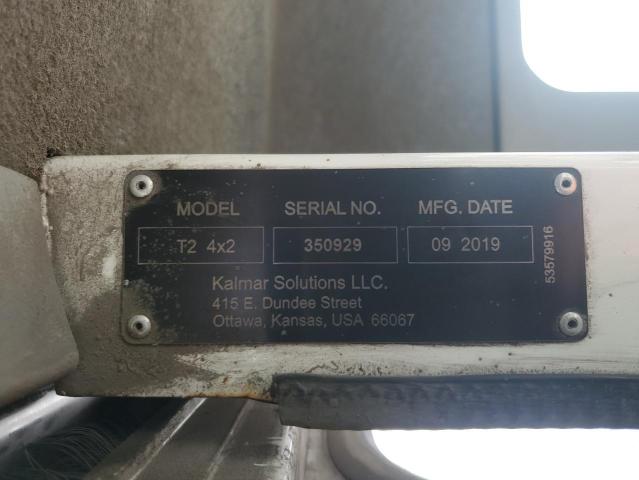 MODEL SERIAL NO. MFG. DATE
T2 4x2 350929 09 2019
Kalmar Solutions LLC.
415 E. Dundee Street
Ottawa, Kansas, USA 66067
53579916